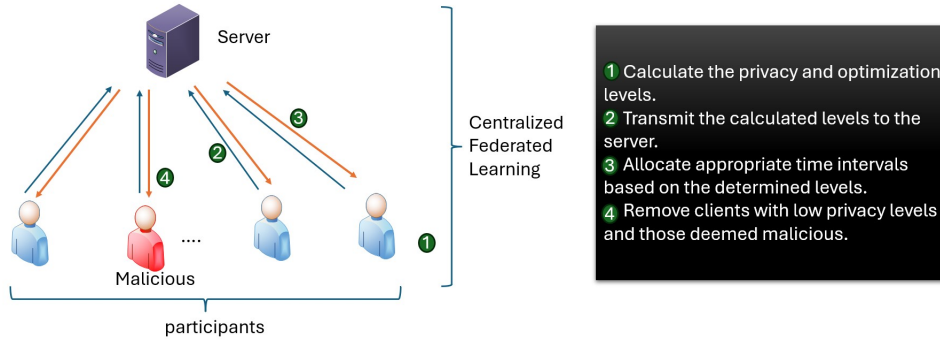 Server
3
2
4
1
....
Malicious
participants
Centralized
Federated
Learning
1 Calculate the privacy and optimization
levels.
2 Transmit the calculated levels to the
server.
3 Allocate appropriate time intervals
based on the determined levels.
4 Remove clients with low privacy levels
and those deemed malicious.